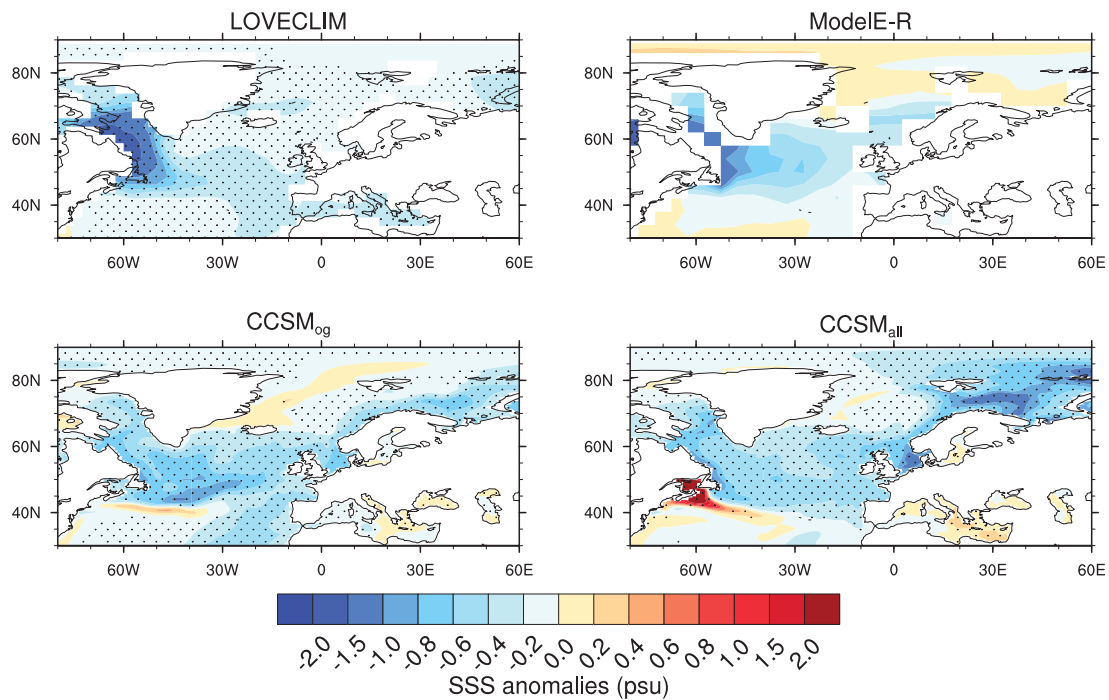 LOVECLIM
ModelE-R
80N
60N
40N
60W 30W 0 30E 60E
80N
60N
40N
60W 30W 0 30E 60E
CCSMog
CCSMall
80N
60N
40N
60W 30W 0 30E 60E
80N
60N
40N
60W 30W 0 30E 60E
-2.0 -1.5 -1.0 -0.8 -0.6 -0.4 -0.2 0.0 0.2 0.4 0.6 0.8 1.0 1.5 2.0
SSS anomalies (psu)